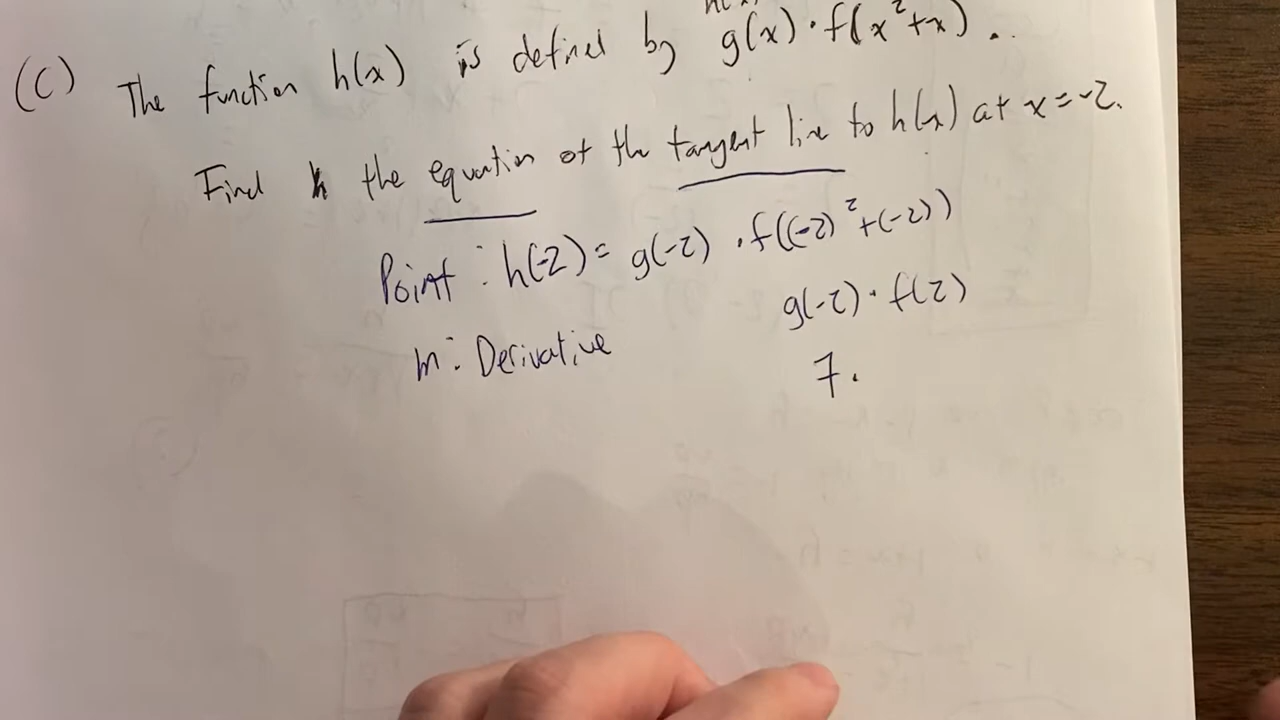 (C) The function h(x) is defined by g(x) · f(x²+x).
Find the equation of the tangent line to h(x) at x=-2.
Point : h(-2) = g(-2) · f((-2)²+(-2))
g(-2) · f(2)
m : Derivative
7.